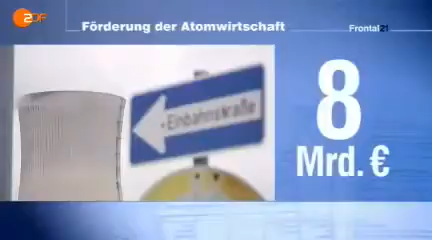 ZDF
Förderung der Atomwirtschaft
Frontal21
Einbahnstraße
8
Mrd. €